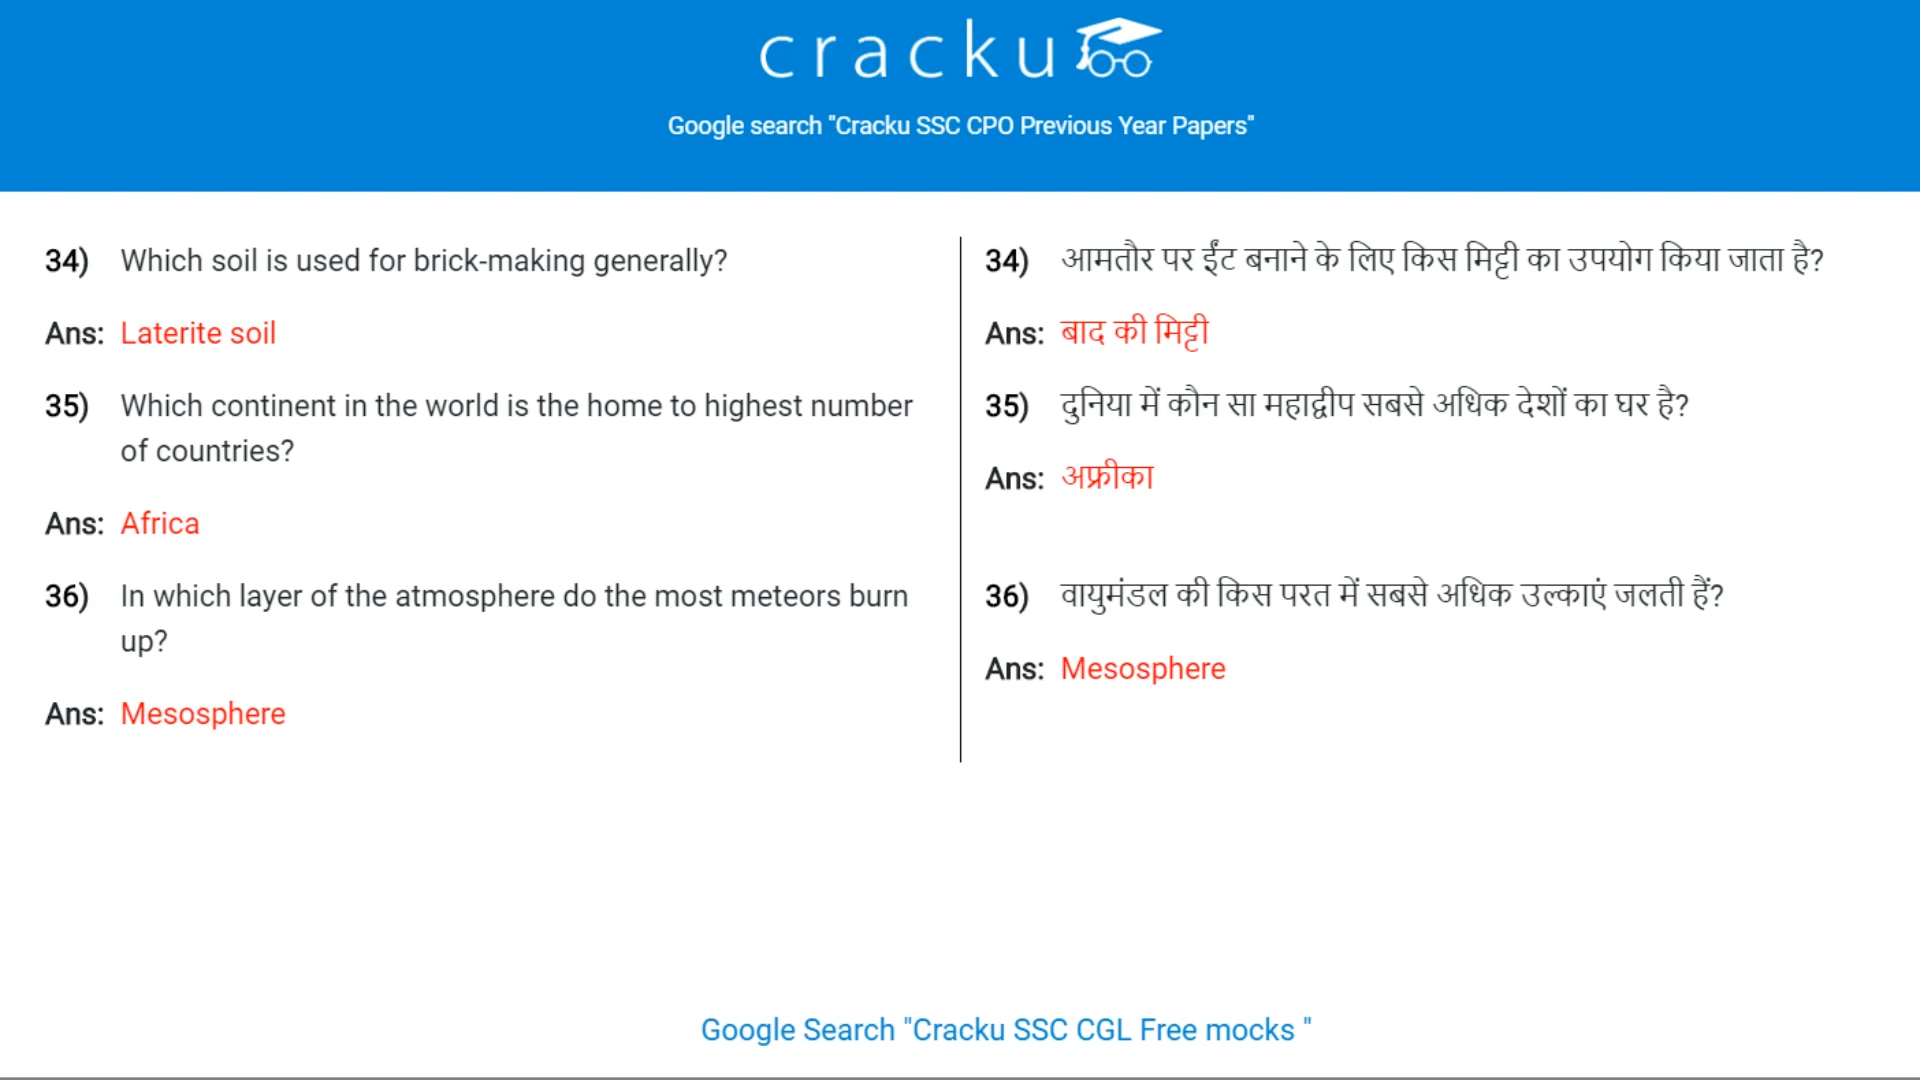 cracku
Google search "Cracku SSC CPO Previous Year Papers"
34) Which soil is used for brick-making generally?
Ans: Laterite soil
35) Which continent in the world is the home to highest number
of countries?
Ans: Africa
36) In which layer of the atmosphere do the most meteors burn
up?
Ans: Mesosphere
34) आमतौर पर ईंट बनाने के लिए किस मिट्टी का उपयोग किया जाता है?
Ans: बाद की मिट्टी
35) दुनिया में कौन सा महाद्वीप सबसे अधिक देशों का घर है?
Ans: अफ्रीका
36) वायुमंडल की किस परत में सबसे अधिक उल्काएं जलती हैं?
Ans: Mesosphere
Google Search "Cracku SSC CGL Free mocks "